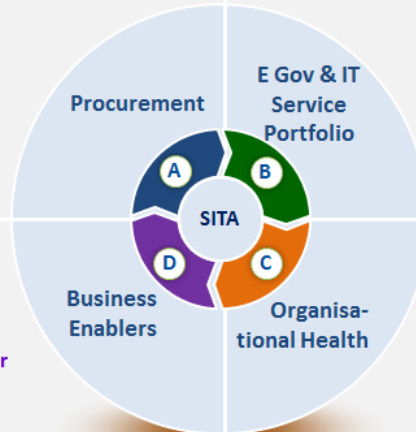 Procurement
E Gov & IT
Service
Portfolio
A
B
SITA
D
C
Business
Enablers
Organisa-
tional Health
r